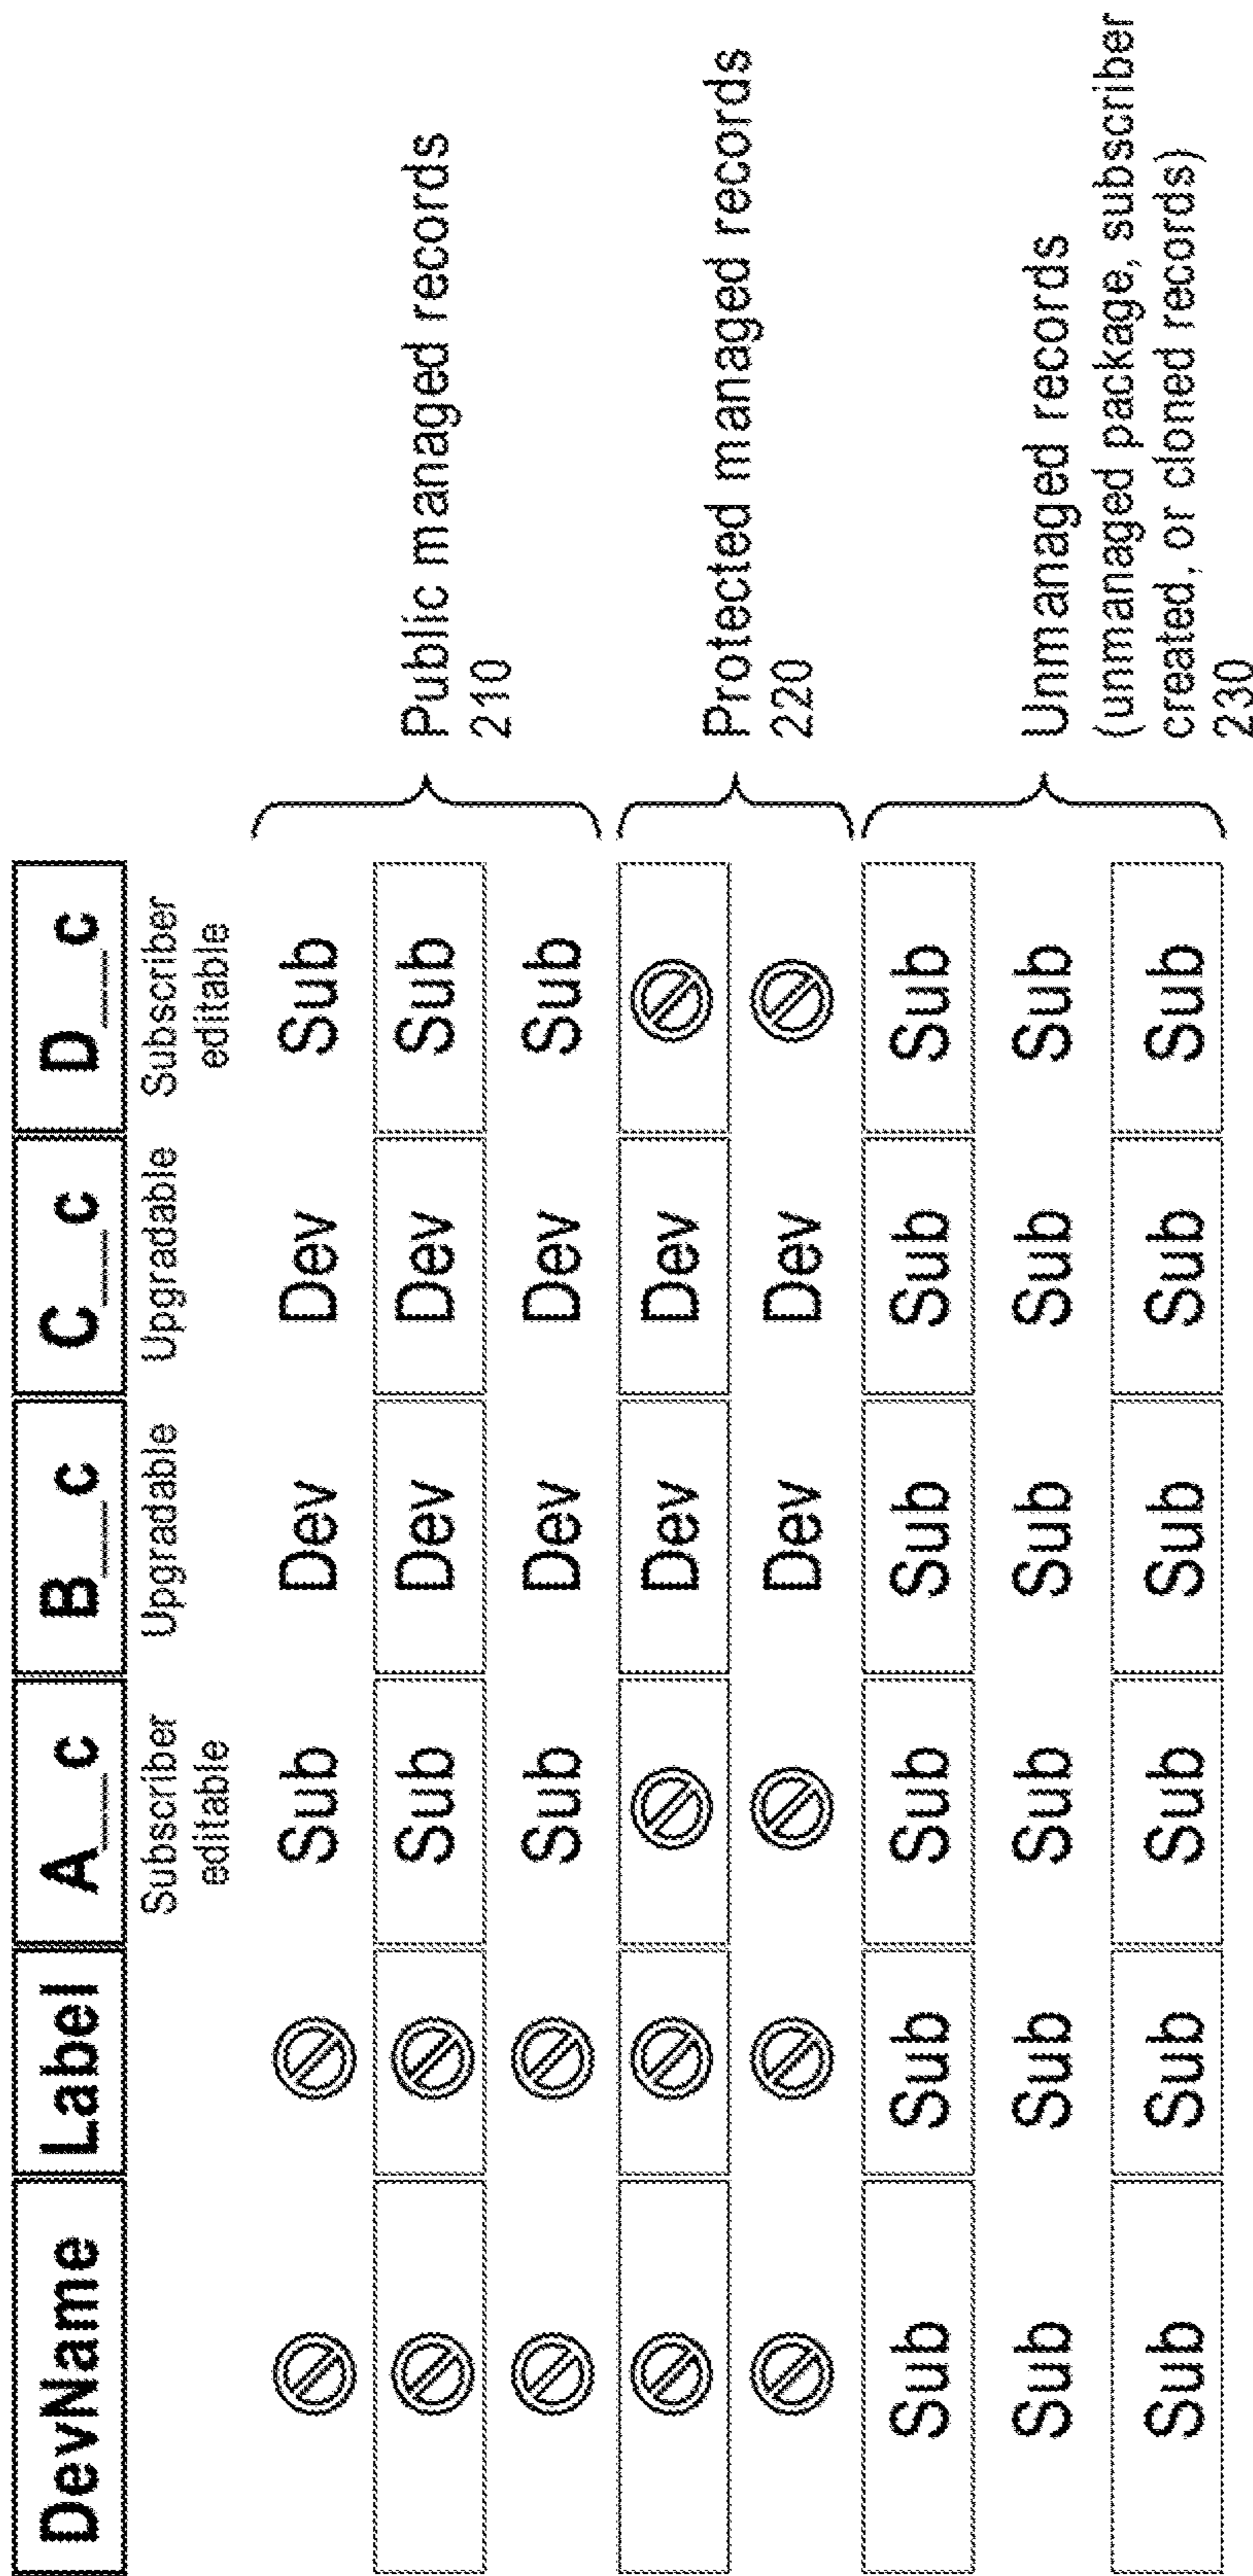 DevName Label A__c B__c C__c D__c
Subscriber editable Upgradable Upgradable Subscriber editable
Sub Dev Dev Sub
Sub Dev Dev Sub
Sub Dev Dev Sub
Public managed records
210
Dev Dev
Dev Dev
Protected managed records
220
Sub Sub Sub Sub Sub Sub
Sub Sub Sub Sub Sub Sub
Sub Sub Sub Sub Sub Sub
Unmanaged records
(unmanaged package, subscriber
created, or cloned records)
230